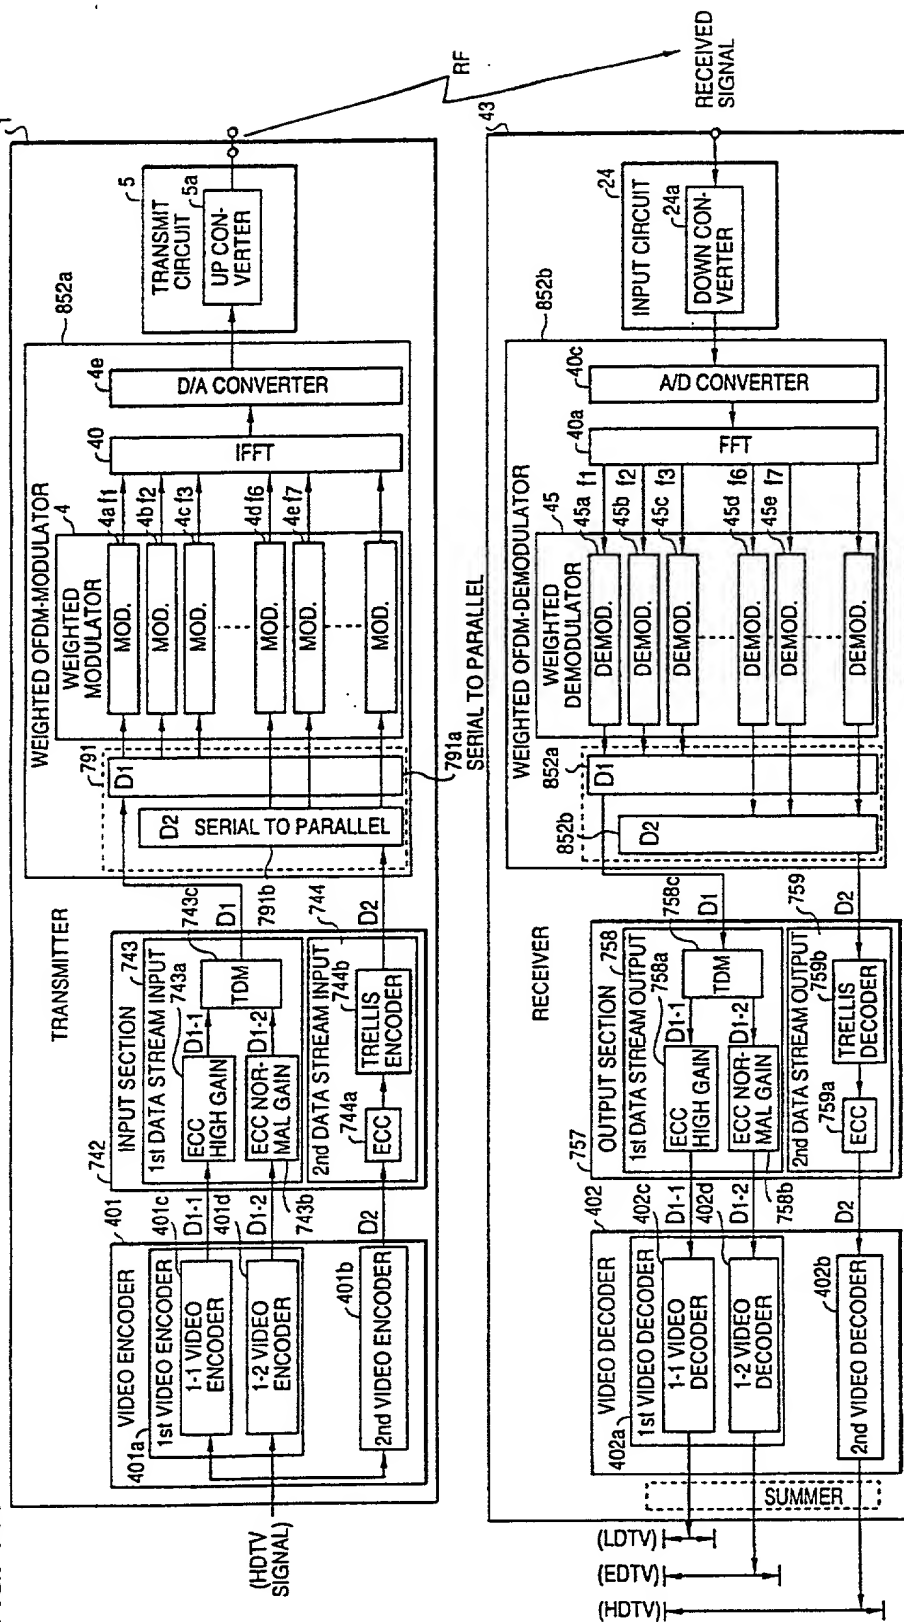 TRANSMITTER
1
(HDTV
SIGNAL)
VIDEO ENCODER
401
401a
1st VIDEO ENCODER
401c
1-1 VIDEO
ENCODER
401d
1-2 VIDEO
ENCODER
401b
2nd VIDEO ENCODER
D1-1
D1-2
D2
742
INPUT SECTION
743
1st DATA STREAM INPUT
743a
ECC
HIGH GAIN
ECC NOR-
MAL GAIN
743b
D1-1
D1-2
743c
TDM
744
2nd DATA STREAM INPUT
744a
ECC
744b
TRELLIS
ENCODER
D1
D2
WEIGHTED OFDM-MODULATOR
852a
791
D1
D2
SERIAL TO PARALLEL
791b
791a
SERIAL TO PARALLEL
WEIGHTED
MODULATOR
4
MOD.
MOD.
MOD.
MOD.
MOD.
MOD.
4a f1
4b f2
4c f3
4d f6
4e f7
40
IFFT
4e
D/A CONVERTER
TRANSMIT
CIRCUIT
5
5a
UP CON-
VERTER
RF
RECEIVED
SIGNAL
RECEIVER
43
INPUT CIRCUIT
24
24a
DOWN CON-
VERTER
WEIGHTED OFDM-DEMODULATOR
852b
40c
A/D CONVERTER
40a
FFT
WEIGHTED
DEMODULATOR
45
45a f1
45b f2
45c f3
45d f6
45e f7
DEMOD.
DEMOD.
DEMOD.
DEMOD.
DEMOD.
DEMOD.
852a
D1
852b
D2
D1
D2
757
OUTPUT SECTION
758
1st DATA STREAM OUTPUT
758c
TDM
758a
D1-1
D1-2
ECC
HIGH GAIN
ECC NOR-
MAL GAIN
758b
759
2nd DATA STREAM OUTPUT
759b
TRELLIS
DECODER
759a
ECC
D1-1
D1-2
D2
VIDEO DECODER
402
402a
1st VIDEO DECODER
402c
1-1 VIDEO
DECODER
402d
1-2 VIDEO
DECODER
402b
2nd VIDEO DECODER
SUMMER
(LDTV)
(EDTV)
(HDTV)